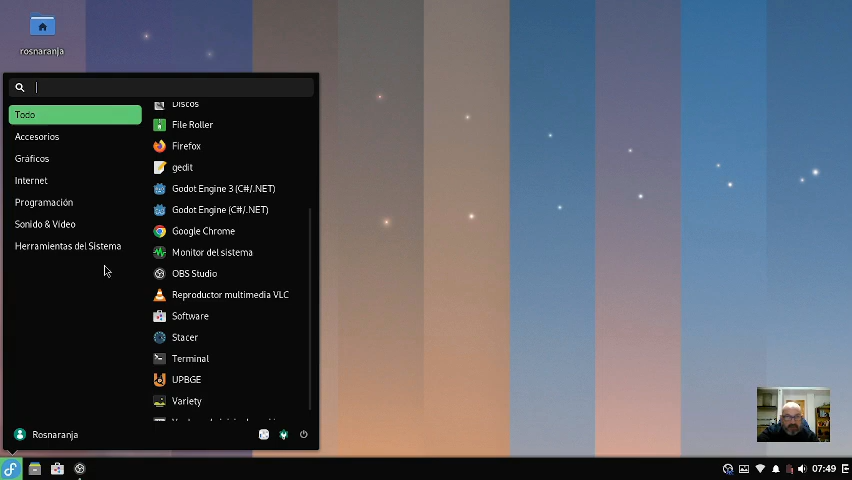 rosnaranja
Todo
Accesorios
Gráficos
Internet
Programación
Sonido & Vídeo
Herramientas del Sistema
Discos
File Roller
Firefox
gedit
Godot Engine 3 (C#/.NET)
Godot Engine (C#/.NET)
Google Chrome
Monitor del sistema
OBS Studio
Reproductor multimedia VLC
Software
Stacer
Terminal
UPBGE
Variety
Rosnaranja
07:49